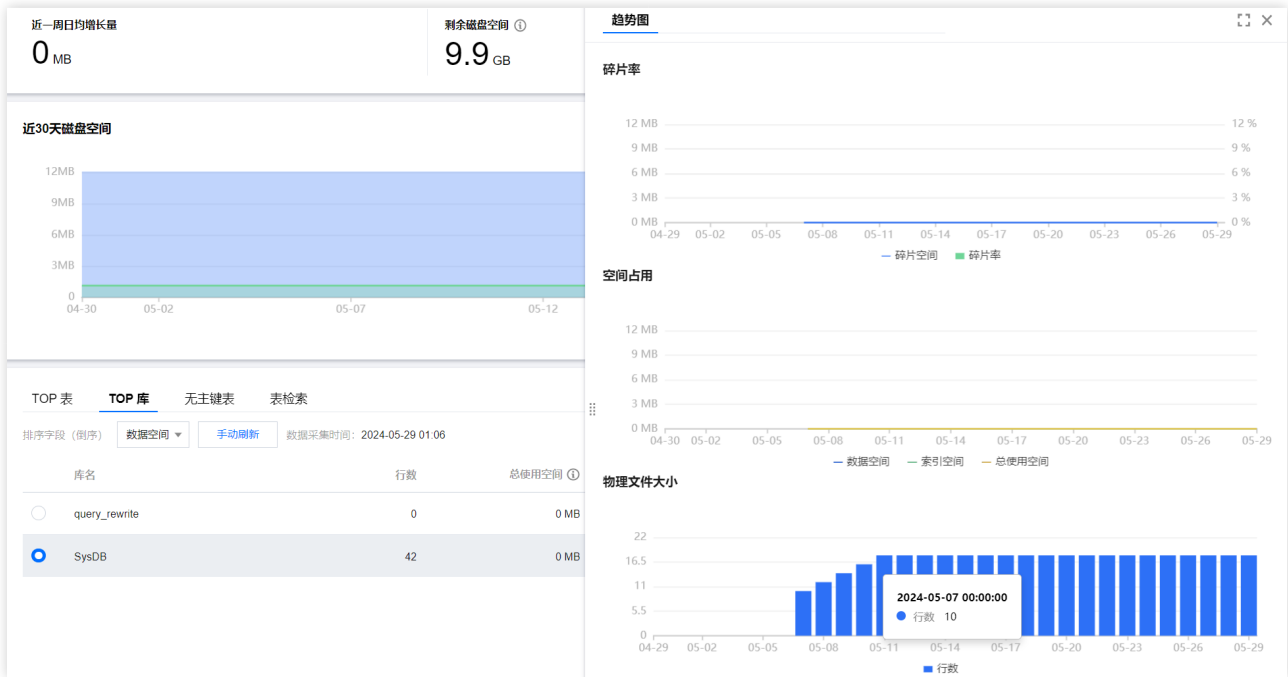 近一周日均增长量
0 MB
剩余磁盘空间
9.9 GB
近30天磁盘空间
12MB
9MB
6MB
3MB
0
04-30 05-02 05-07 05-12
TOP 表 TOP 库 无主键表 表检索
排序字段（倒序） 数据空间 手动刷新 数据采集时间: 2024-05-29 01:06
库名 行数 总使用空间
query_rewrite 0 0 MB
SysDB 42 0 MB
趋势图
碎片率
12 MB 12 %
9 MB 9 %
6 MB 6 %
3 MB 3 %
0 MB 0 %
04-29 05-02 05-05 05-08 05-11 05-14 05-17 05-20 05-23 05-26 05-29
碎片空间 碎片率
空间占用
12 MB
9 MB
6 MB
3 MB
0 MB
04-30 05-02 05-05 05-08 05-11 05-14 05-17 05-20 05-23 05-26 05-29
数据空间 索引空间 总使用空间
物理文件大小
22
16.5
11
5.5
0
2024-05-07 00:00:00
行数 10
04-29 05-02 05-05 05-08 05-11 05-14 05-17 05-20 05-23 05-26 05-29
行数